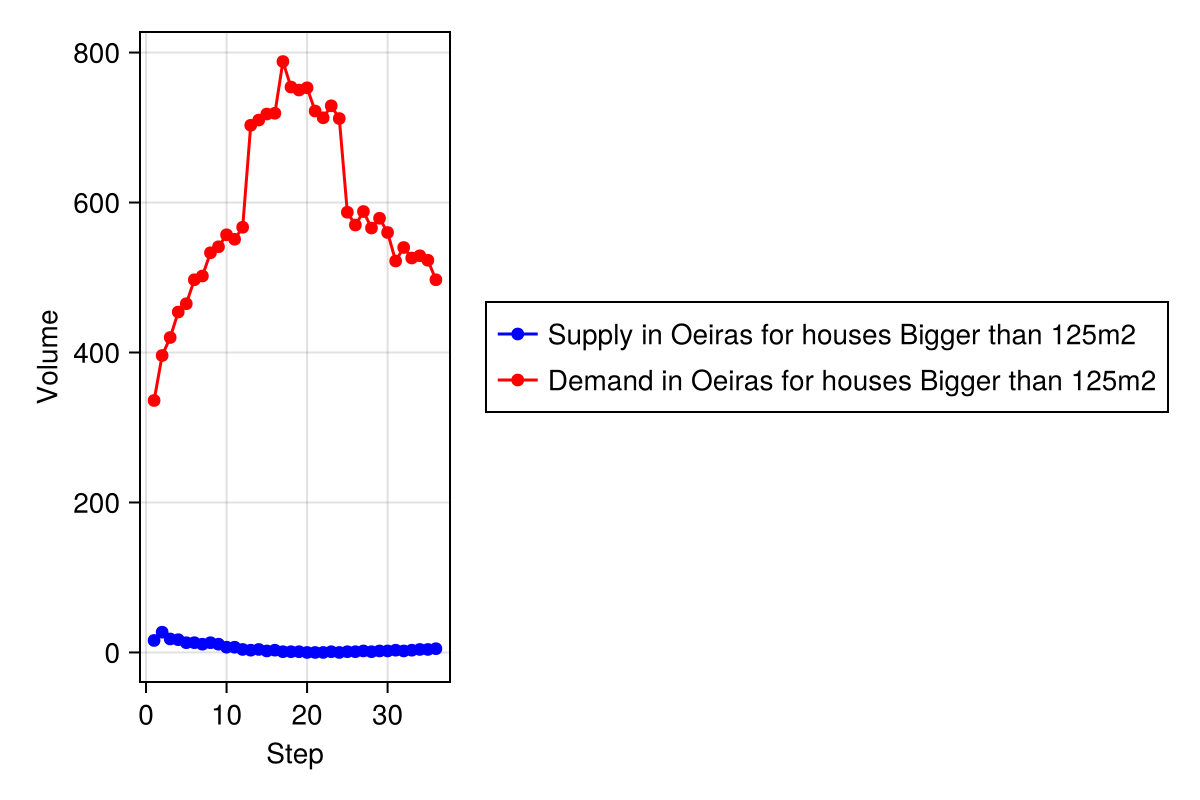 800
600
400
200
0
Volume
0 10 20 30
Step
Supply in Oeiras for houses Bigger than 125m2
Demand in Oeiras for houses Bigger than 125m2